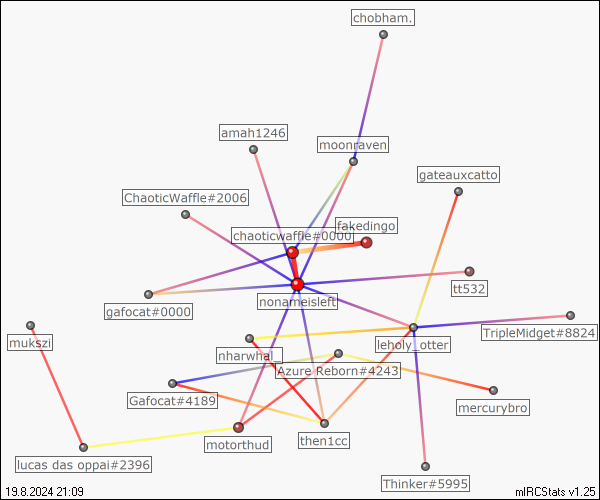 chobham.
amah1246
moonraven
gateauxcatto
ChaoticWaffle#2006
fakedingo
chaoticwaffle#0000
tt532
nonameisleft
gafocat#0000
TripleMidget#8824
mukszi
leholy_otter
nharwhal_
Azure Reborn#4243
Gafocat#4189
mercurybro
motorthud
then1cc
lucas das oppai#2396
Thinker#5995
19.8.2024 21:09
mIRCStats v1.25